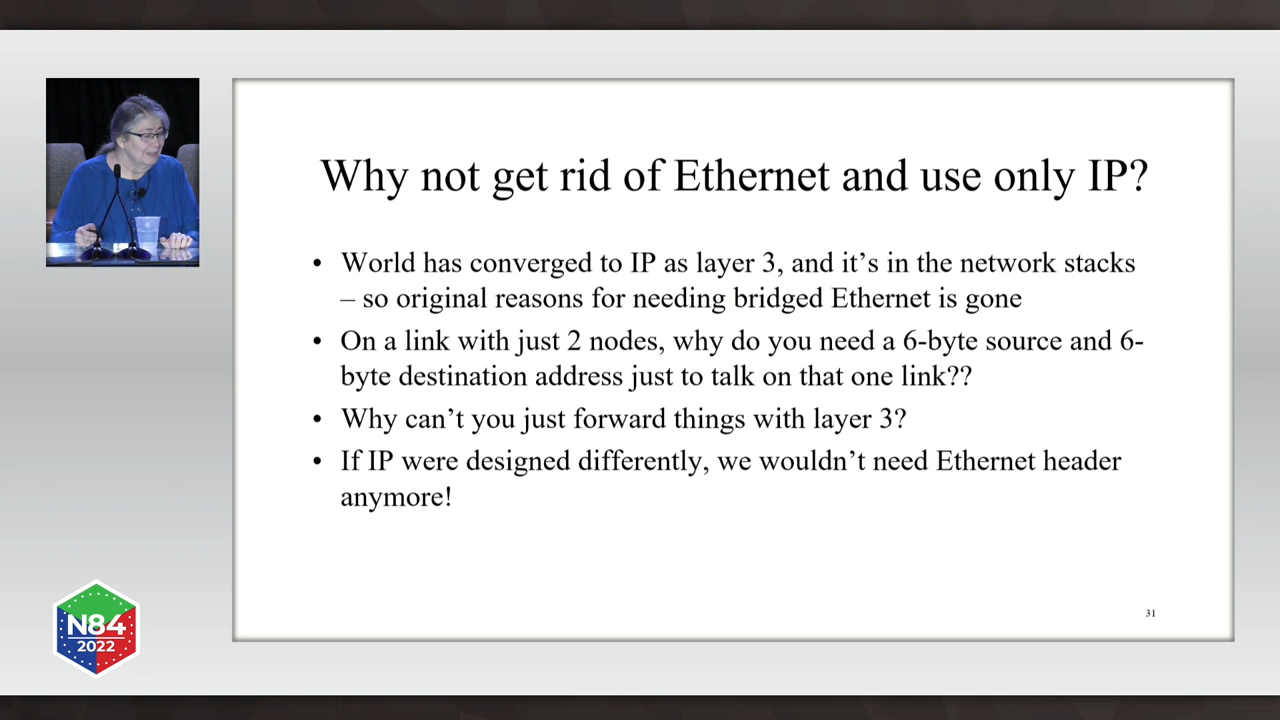 Why not get rid of Ethernet and use only IP?
• World has converged to IP as layer 3, and it’s in the network stacks
– so original reasons for needing bridged Ethernet is gone
• On a link with just 2 nodes, why do you need a 6-byte source and 6-
byte destination address just to talk on that one link??
• Why can’t you just forward things with layer 3?
• If IP were designed differently, we wouldn’t need Ethernet header
anymore!
31
N84
2022